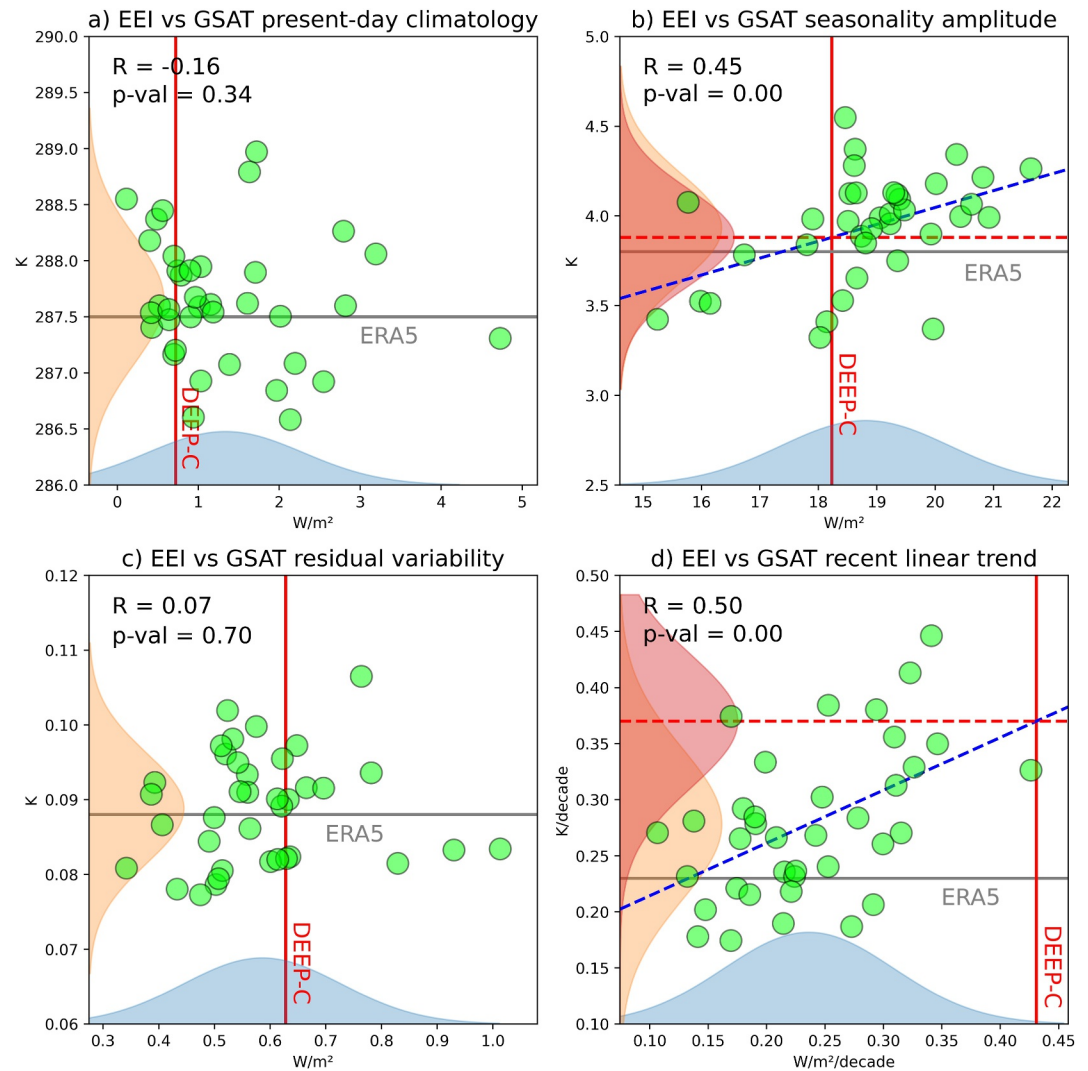 a) EEI vs GSAT present-day climatology
R = -0.16
p-val = 0.34
290.0
289.5
289.0
288.5
288.0
287.5
287.0
286.5
286.0
K
ERA5
DEEP-C
0 1 2 3 4 5
W/m²
b) EEI vs GSAT seasonality amplitude
R = 0.45
p-val = 0.00
5.0
4.5
4.0
3.5
3.0
2.5
K
ERA5
DEEP-C
15 16 17 18 19 20 21 22
W/m²
c) EEI vs GSAT residual variability
R = 0.07
p-val = 0.70
0.12
0.11
0.10
0.09
0.08
0.07
0.06
K
ERA5
DEEP-C
0.3 0.4 0.5 0.6 0.7 0.8 0.9 1.0
W/m²
d) EEI vs GSAT recent linear trend
R = 0.50
p-val = 0.00
0.50
0.45
0.40
0.35
0.30
0.25
0.20
0.15
0.10
K/decade
ERA5
DEEP-C
0.10 0.15 0.20 0.25 0.30 0.35 0.40 0.45
W/m²/decade